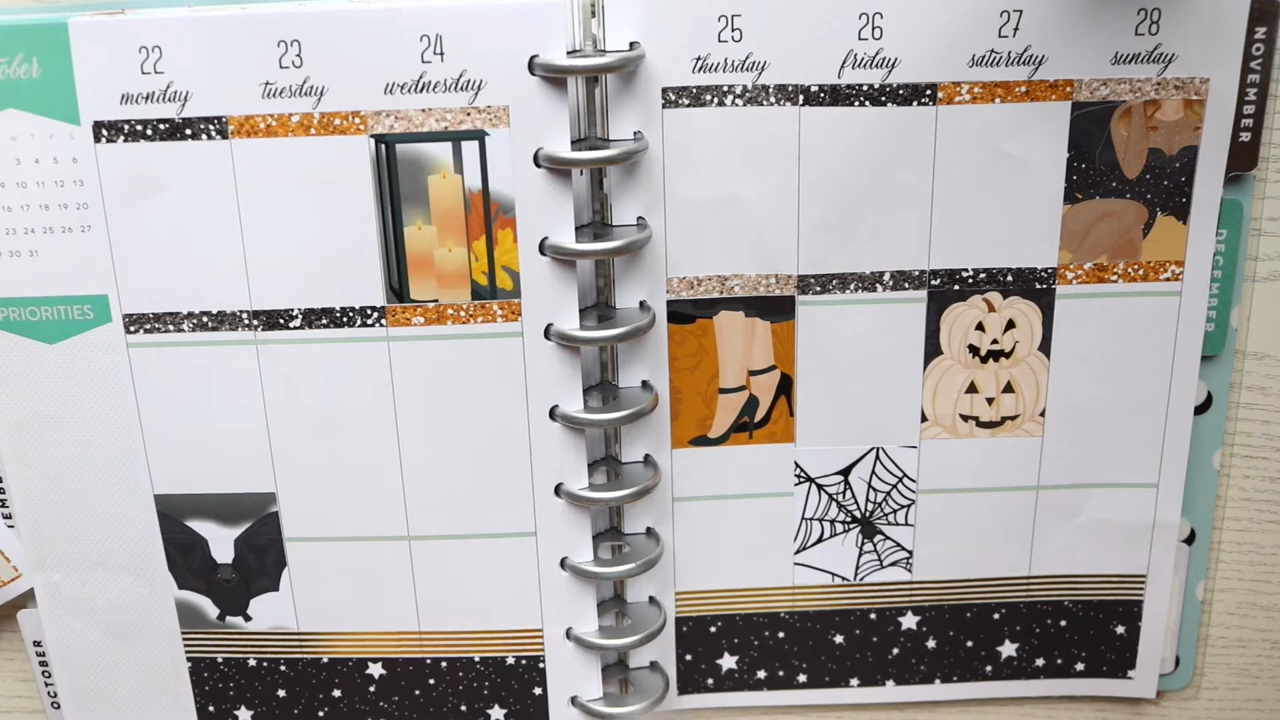 22
monday
23
tuesday
24
wednesday
25
thursday
26
friday
27
saturday
28
sunday
W T F S
3 4 5 6
9 10 11 12 13
16 17 18 19 20
23 24 25 26 27
30 31
PRIORITIES
OCTOBER
NOVEMBER
DECEMBER